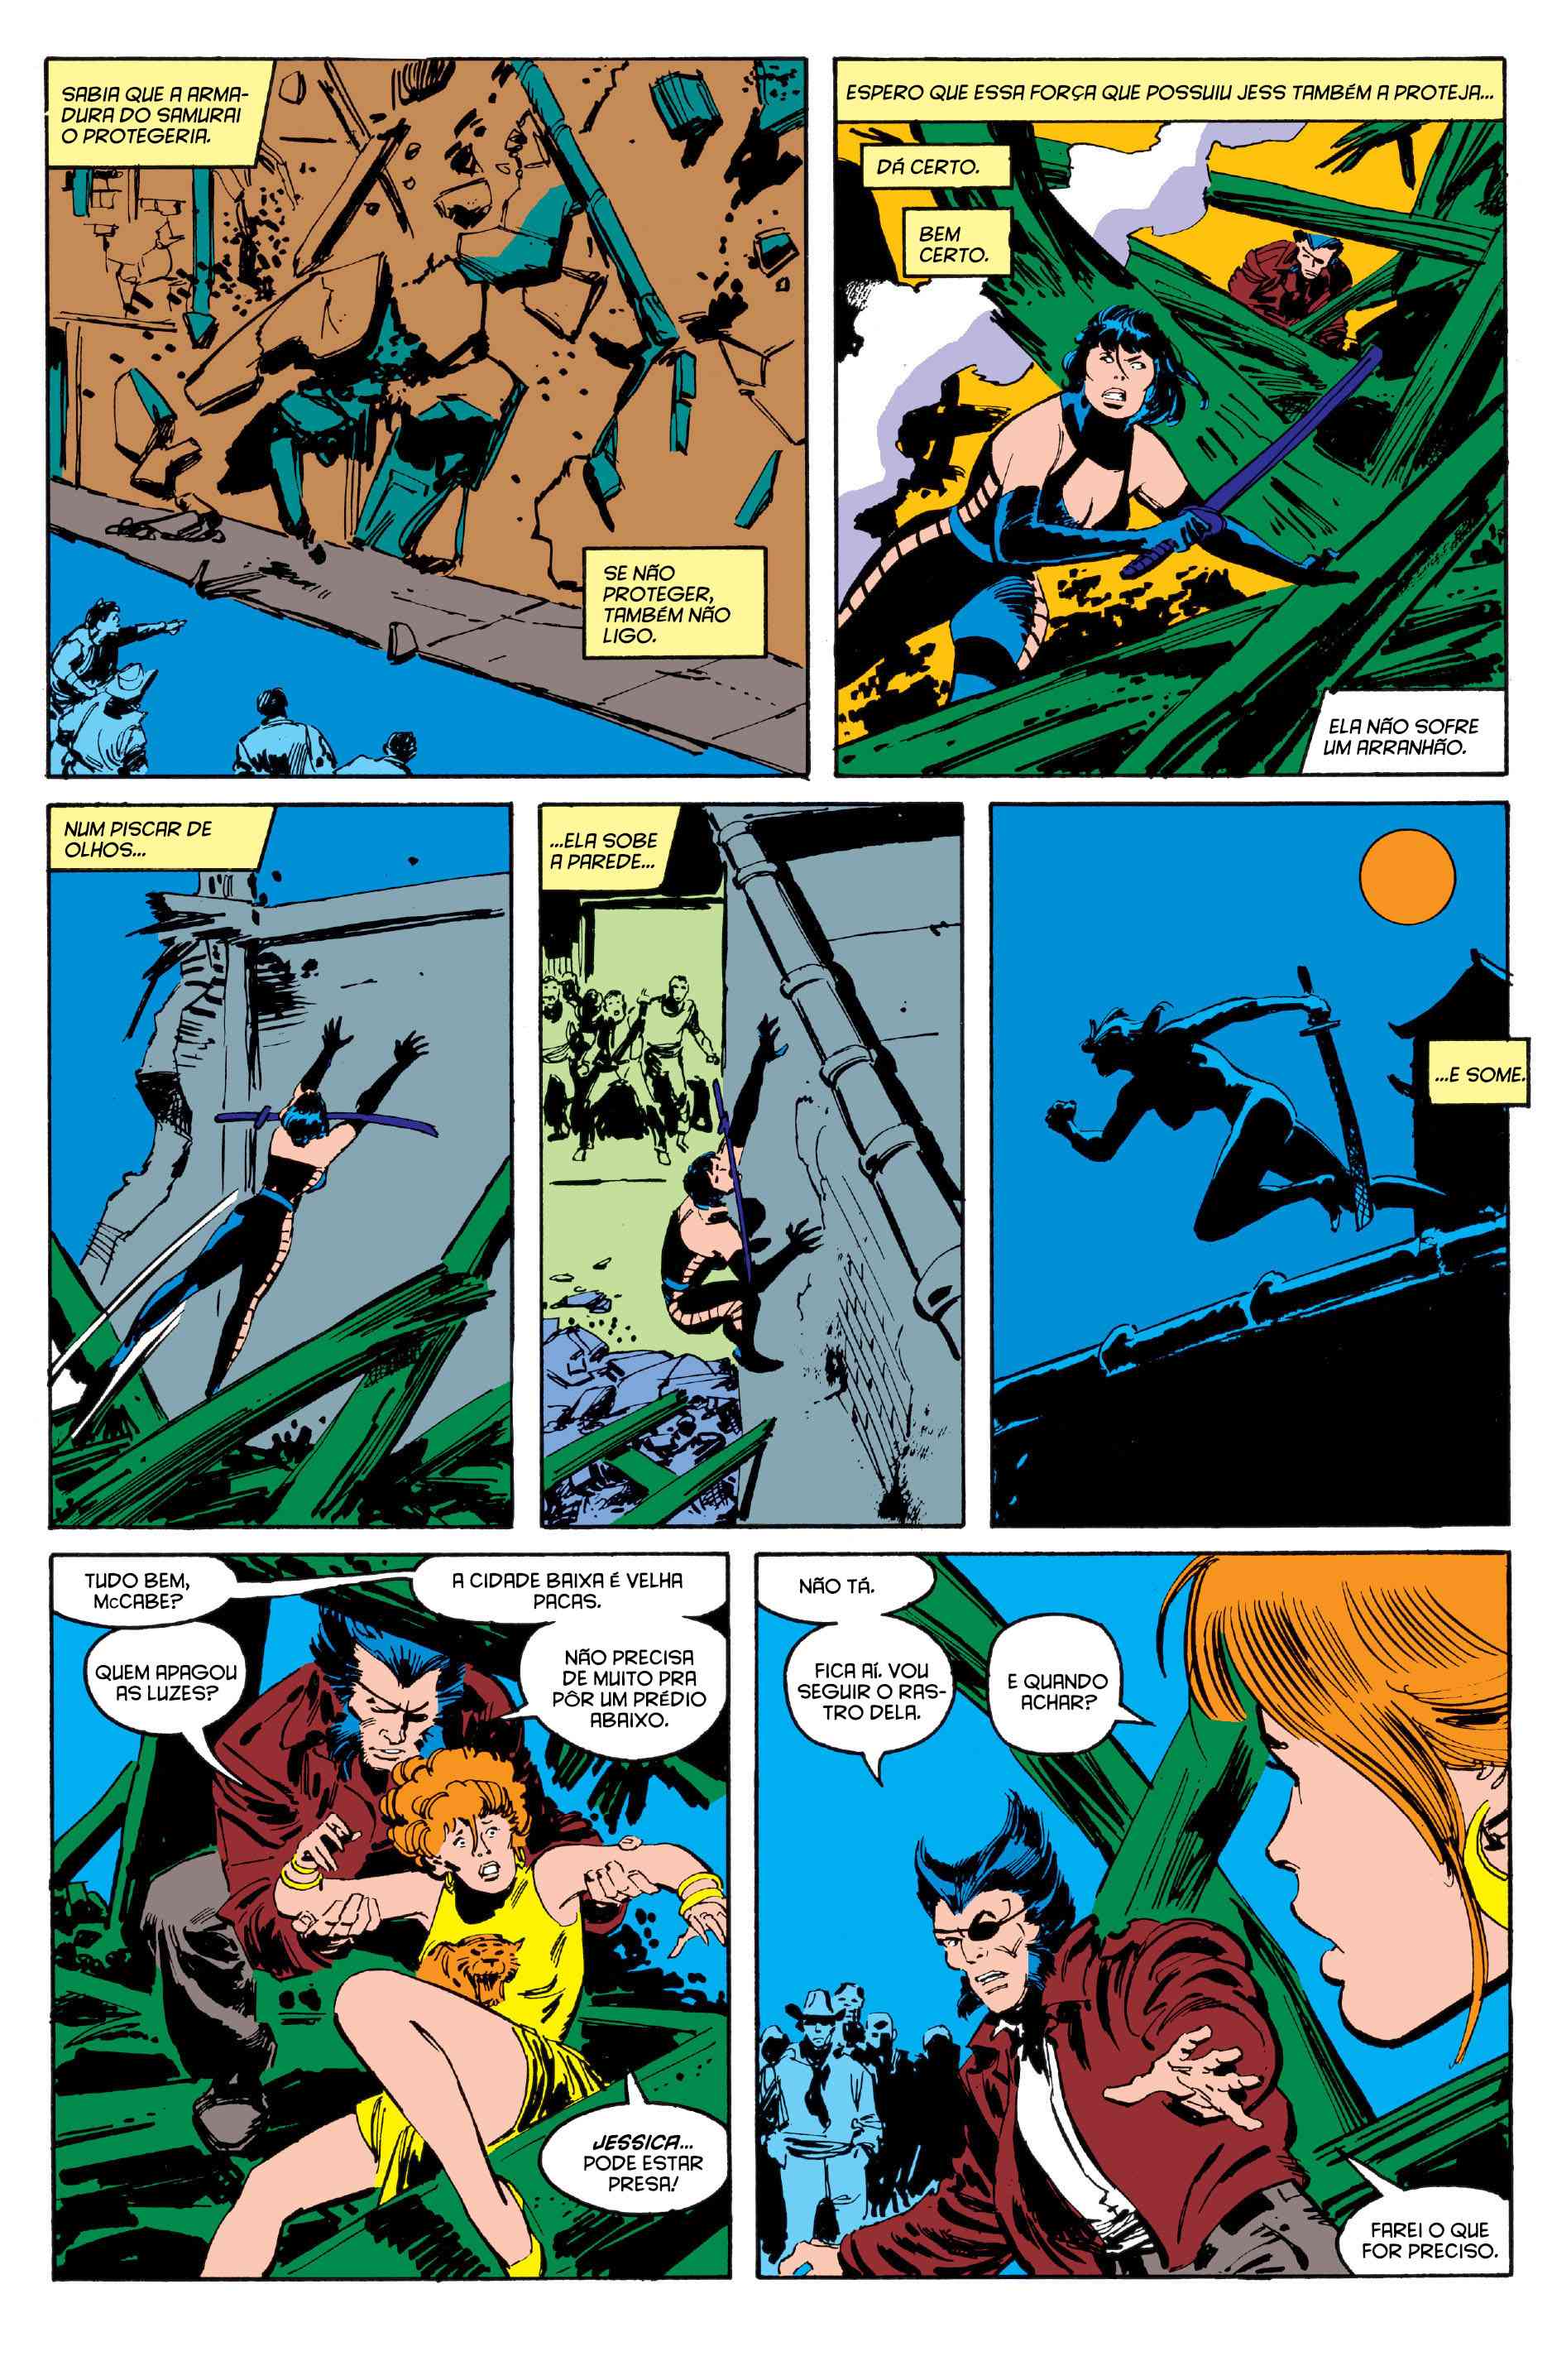 SABIA QUE A ARMA-
DURA DO SAMURAI
O PROTEGERIA.
SE NÃO
PROTEGER,
TAMBÉM NÃO
LIGO.
ESPERO QUE ESSA FORÇA QUE POSSUIU JESS TAMBÉM A PROTEJA...
DÁ CERTO.
BEM
CERTO.
ELA NÃO SOFRE
UM ARRANHÃO.
NUM PISCAR DE
OLHOS...
...ELA SOBE
A PAREDE...
...E SOME.
TUDO BEM,
McCABE?
QUEM APAGOU
AS LUZES?
A CIDADE BAIXA É VELHA
PACAS.
NÃO PRECISA
DE MUITO PRA
PÔR UM PRÉDIO
ABAIXO.
JESSICA...
PODE ESTAR
PRESA!
NÃO TÁ.
FICA AÍ. VOU
SEGUIR O RAS-
TRO DELA.
E QUANDO
ACHAR?
FAREI O QUE
FOR PRECISO.